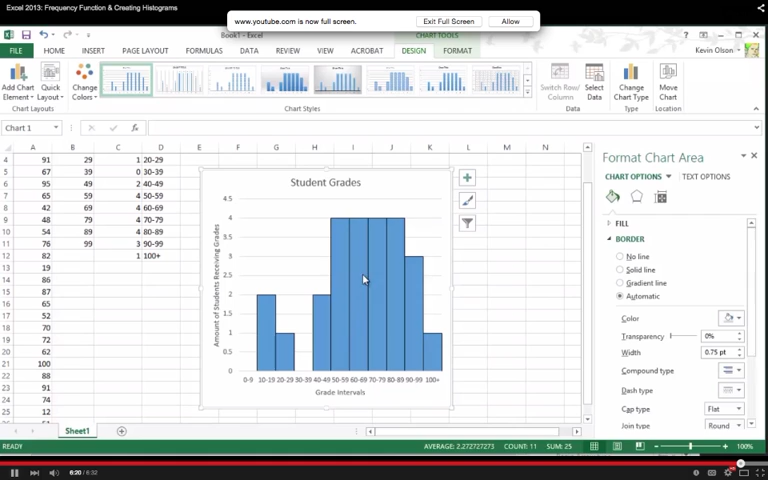 Excel 2013: Frequency Function & Creating Histograms
www.youtube.com is now full screen. Exit Full Screen Allow
Book1 - Excel
CHART TOOLS
FILE HOME INSERT PAGE LAYOUT FORMULAS DATA REVIEW VIEW ACROBAT DESIGN FORMAT
Kevin Olson
Add Chart Element Quick Layout Change Colors Switch Row/ Column Select Data Change Chart Type Move Chart
Chart Layouts Chart Styles Data Type Location
Chart 1
fx
A B C D E F G H I J K L M N
4 91 29 1 20-29
5 67 39 0 30-39
6 95 49 2 40-49
7 65 59 4 50-59
8 42 69 4 60-69
9 48 79 4 70-79
10 54 89 4 80-89
11 76 99 3 90-99
12 82 1 100+
13 19
14 86
15 87
16 65
17 52
18 70
19 72
20 62
21 100
22 88
23 91
24 74
25 12
Student Grades
Amount of Students Receiving Grades
4.5
4
3.5
3
2.5
2
1.5
1
0.5
0
0-9 10-19 20-29 30-39 40-49 50-59 60-69 70-79 80-89 90-99 100+
Grade Intervals
Format Chart Area
CHART OPTIONS TEXT OPTIONS
FILL
BORDER
No line
Solid line
Gradient line
Automatic
Color
Transparency 0%
Width 0.75 pt
Compound type
Dash type
Cap type Flat
Join type Round
Sheet1
READY AVERAGE: 2.272727273 COUNT: 11 SUM: 25 100%
6:20 / 6:32